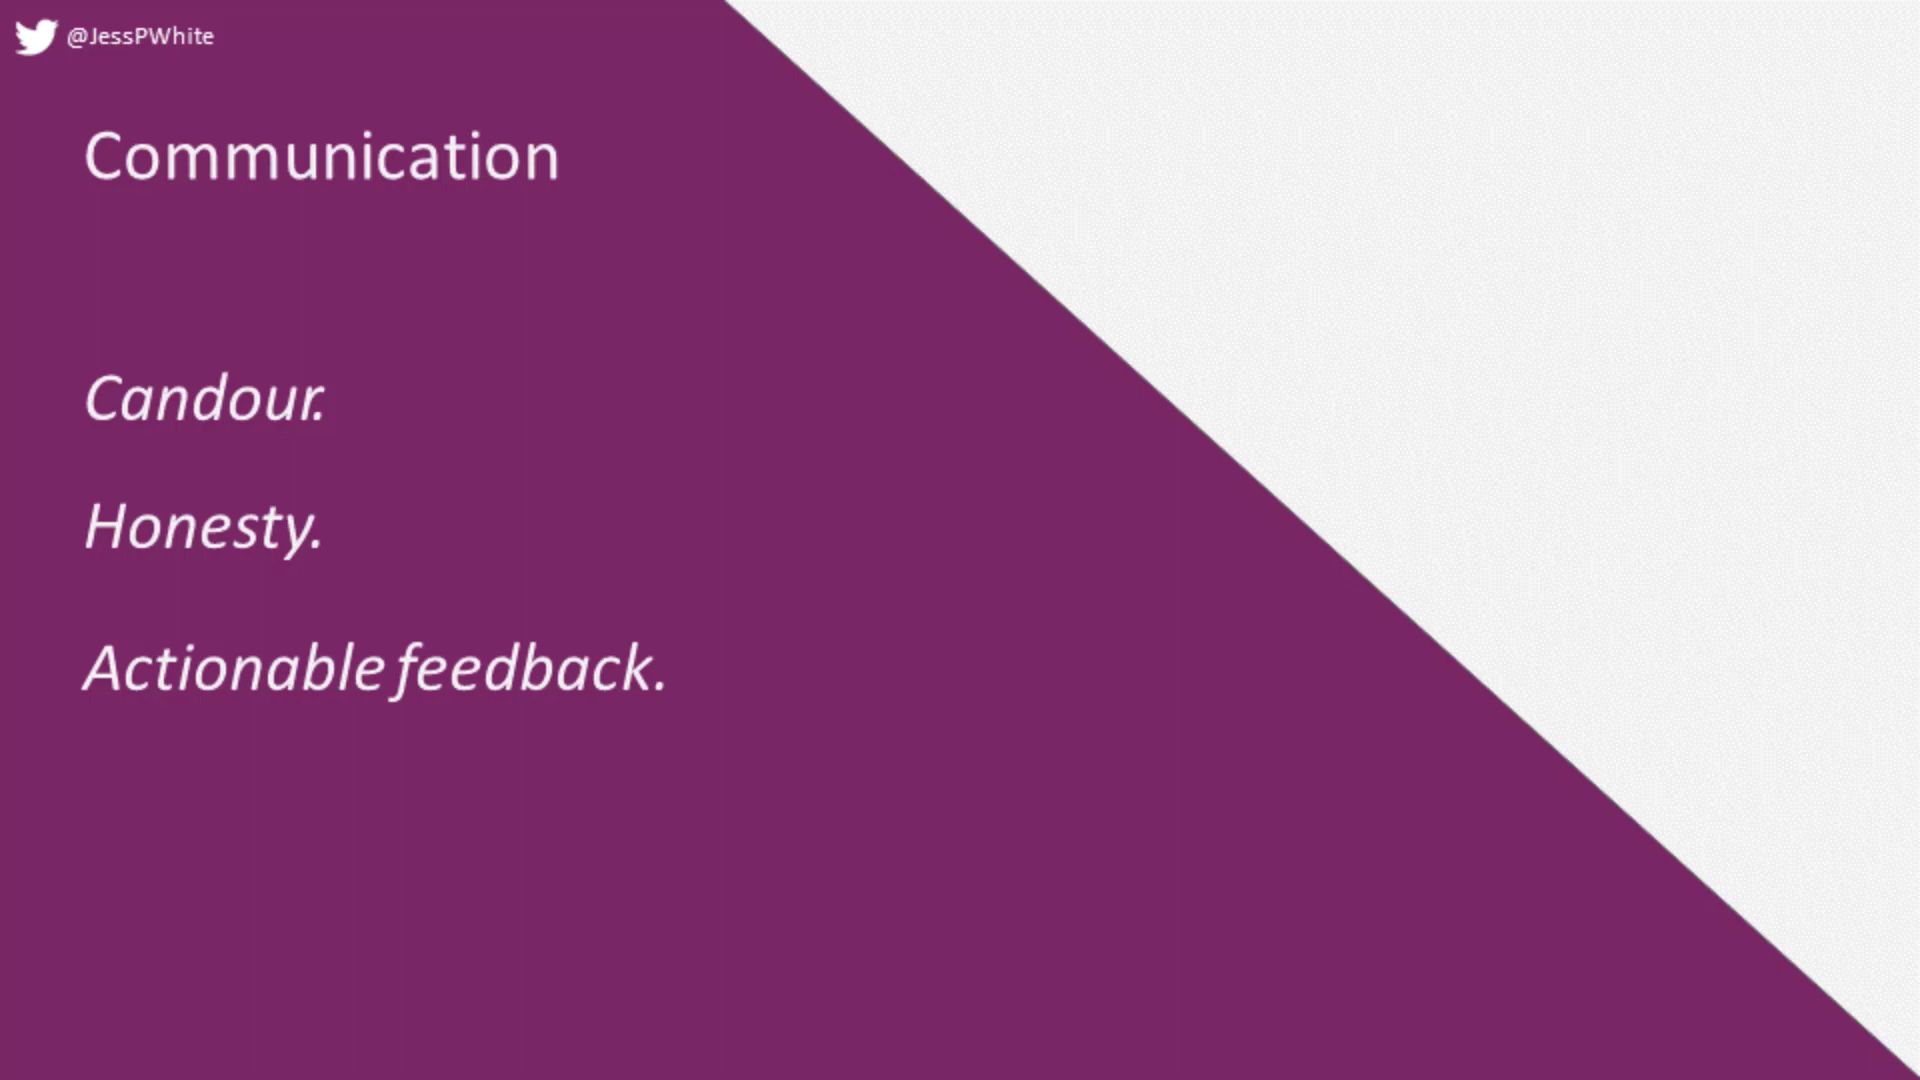 @JessPWhite
Communication
Candour.
Honesty.
Actionable feedback.